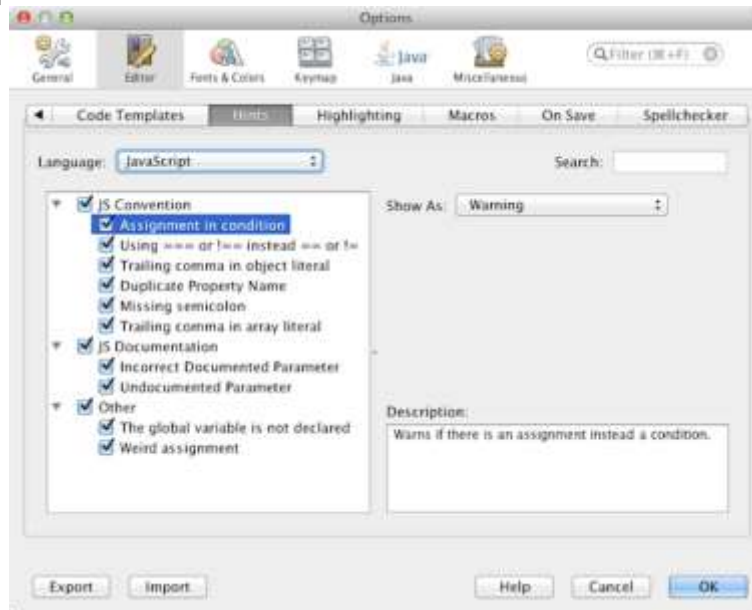 Options
General
Editor
Fonts & Colors
Keymap
Java
Java
Miscellaneous
Filter (⌘+F)
Code Templates
Hints
Highlighting
Macros
On Save
Spellchecker
Language: JavaScript
Search:
JS Convention
Assignment in condition
Using === or !== instead == or !=
Trailing comma in object literal
Duplicate Property Name
Missing semicolon
Trailing comma in array literal
JS Documentation
Incorrect Documented Parameter
Undocumented Parameter
Other
The global variable is not declared
Weird assignment
Show As: Warning
Description:
Warns if there is an assignment instead a condition.
Export
Import
Help
Cancel
OK